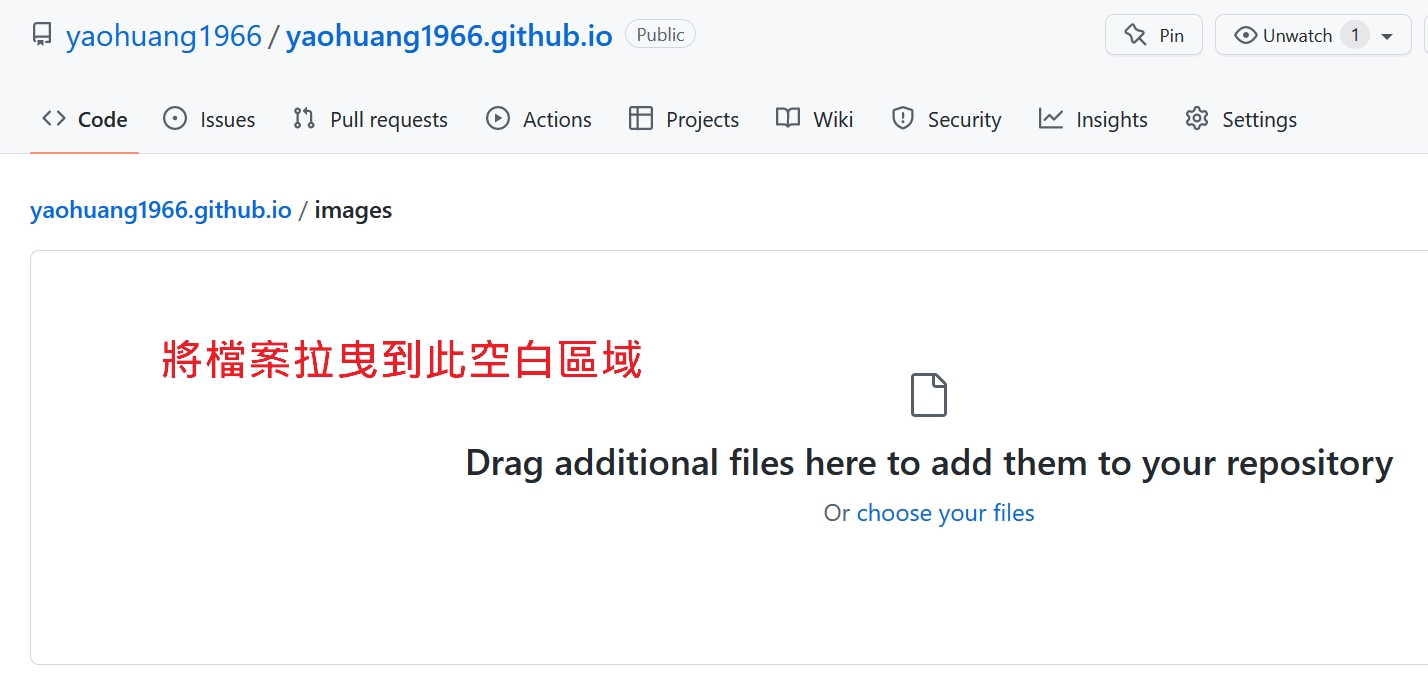 yaohuang1966 / yaohuang1966.github.io Public Pin Unwatch 1
Code Issues Pull requests Actions Projects Wiki Security Insights Settings
yaohuang1966.github.io / images
將檔案拉曳到此空白區域
Drag additional files here to add them to your repository
Or choose your files